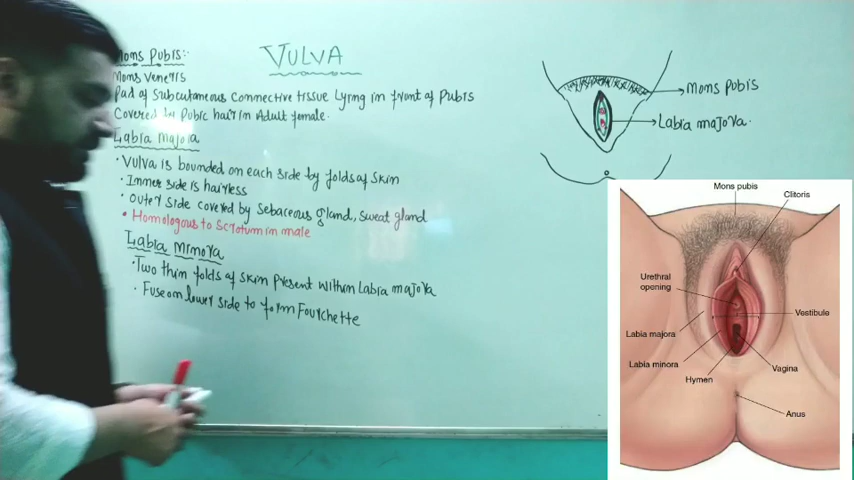 VULVA
Moms Pubis:-
Moms Veneris
Pad of Subcutaneous Connective tissue Lying in front of Pubis
Covered by Pubic hair in Adult female.
Labia Majora
• Vulva is bounded on each side by folds of skin
• Inner side is hairless
• Outer side covered by Sebaceous gland, sweat gland
• Homologous to Scrotum in male
Labia Minora
• Two thin folds of skin Present within Labia majora
• Fuse on lower side to form Fourchette
Mons Pubis
Labia majora.
Mons pubis
Clitoris
Urethral
opening
Vestibule
Labia majora
Labia minora
Vagina
Hymen
Anus